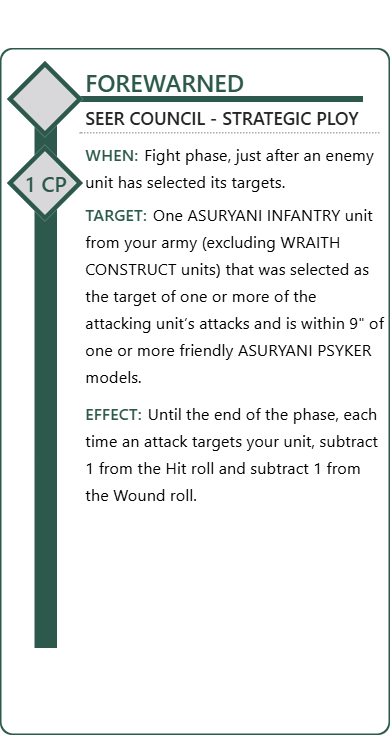 FOREWARNED
SEER COUNCIL - STRATEGIC PLOY
1 CP
WHEN: Fight phase, just after an enemy
unit has selected its targets.
TARGET: One ASURYANI INFANTRY unit
from your army (excluding WRAITH
CONSTRUCT units) that was selected as
the target of one or more of the
attacking unit's attacks and is within 9" of
one or more friendly ASURYANI PSYKER
models.
EFFECT: Until the end of the phase, each
time an attack targets your unit, subtract
1 from the Hit roll and subtract 1 from
the Wound roll.